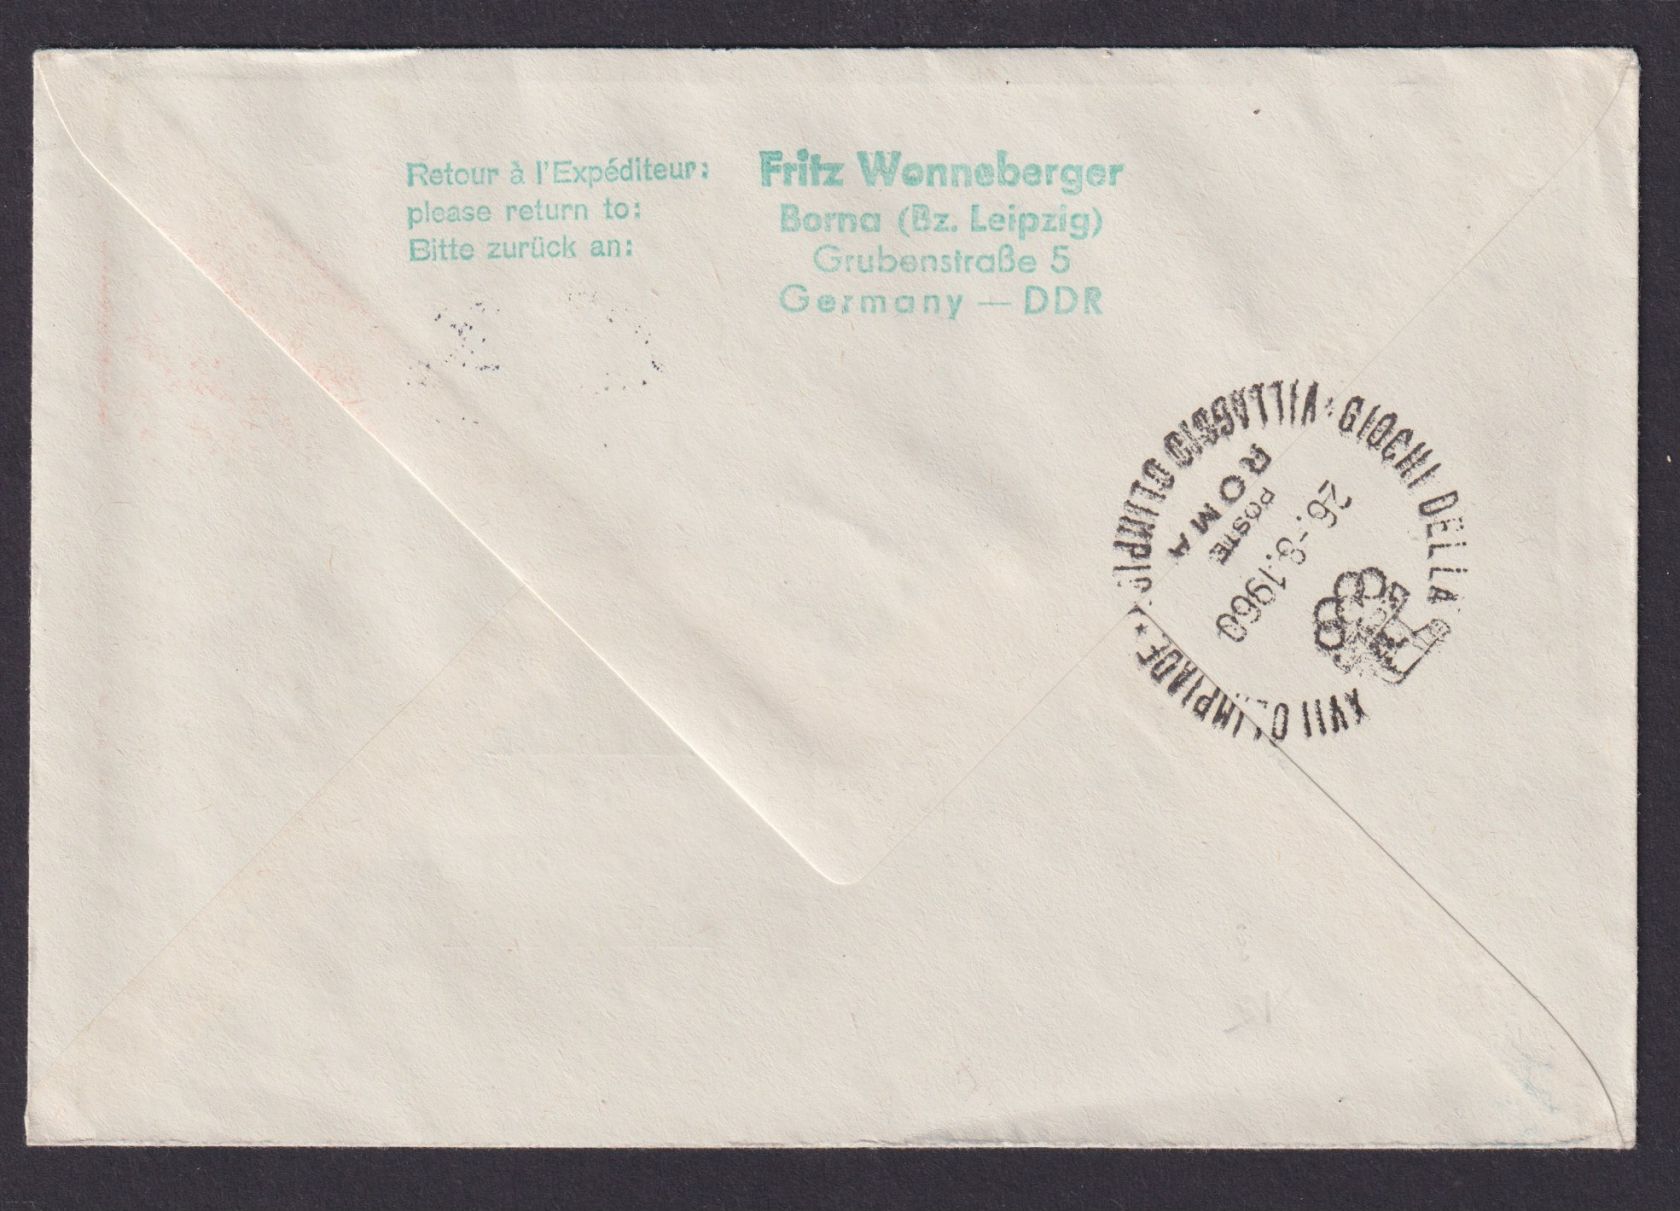 Retour à l'Expéditeur:
please return to:
Bitte zurück an:
Fritz Wenneberger
Borna (Bz. Leipzig)
Grubenstraße 5
Germany — DDR
VILLAGGIO OLIMPICO * GIOCHI DELLA XVII OLIMPIADE *
ROMA
POSTE
26.-8.1960